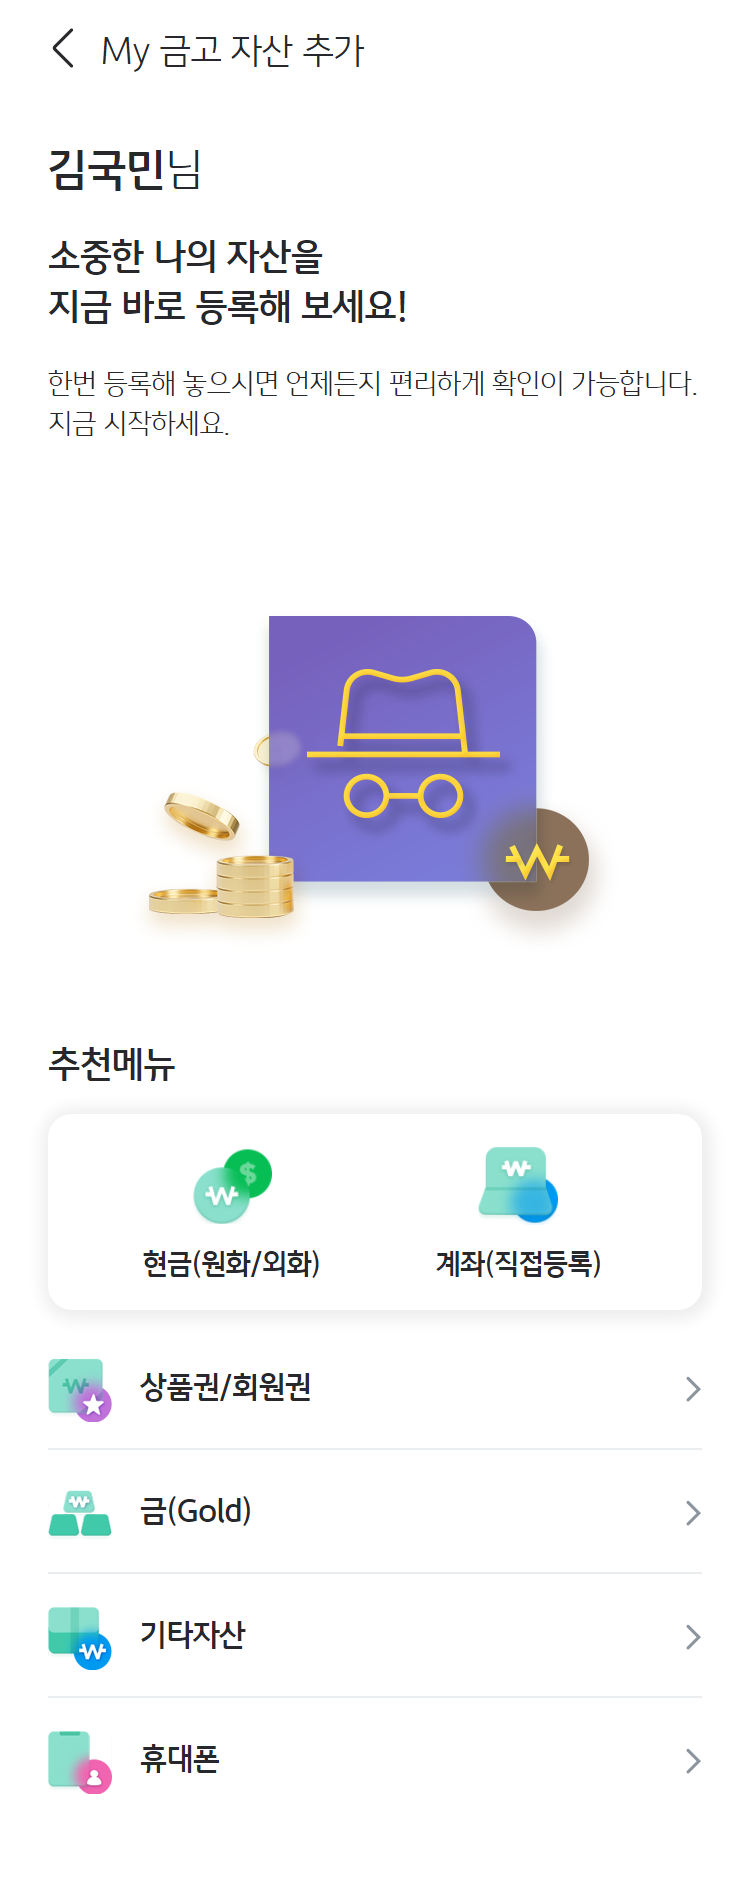 My 금고 자산 추가
김국민님
소중한 나의 자산을
지금 바로 등록해 보세요!
한번 등록해 놓으시면 언제든지 편리하게 확인이 가능합니다.
지금 시작하세요.
추천메뉴
현금(원화/외화)
계좌(직접등록)
상품권/회원권
금(Gold)
기타자산
휴대폰